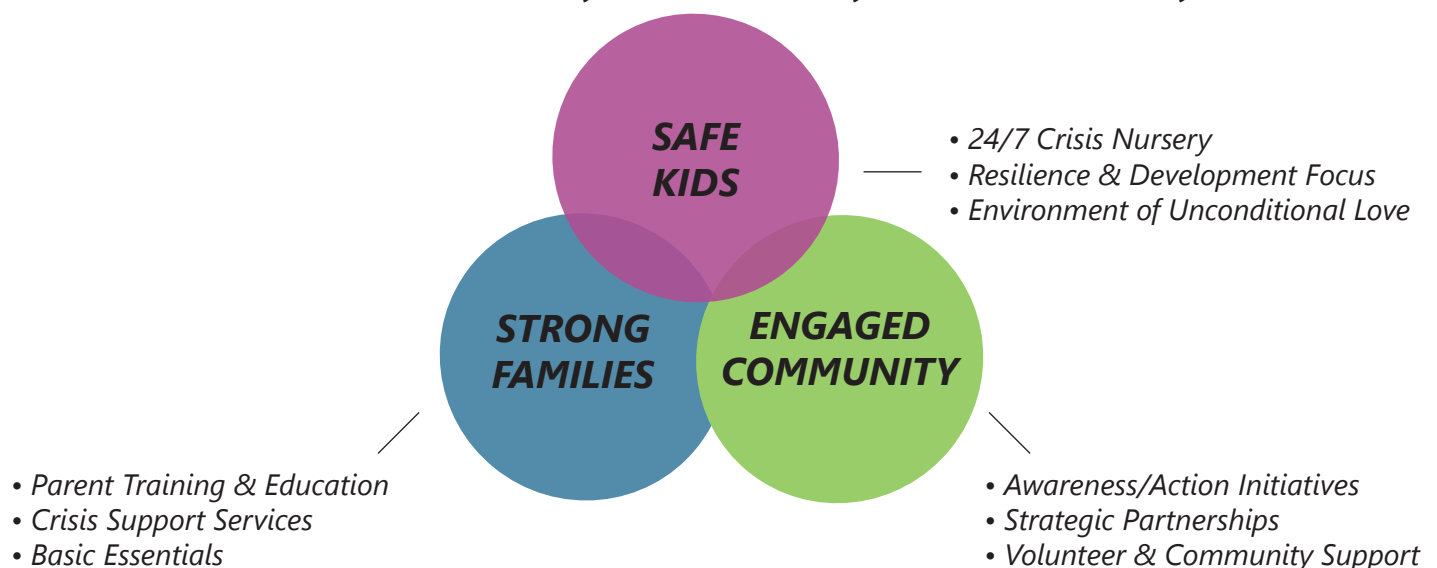 SAFE
KIDS
• 24/7 Crisis Nursery
• Resilience & Development Focus
• Environment of Unconditional Love
STRONG
FAMILIES
ENGAGED
COMMUNITY
• Parent Training & Education
• Crisis Support Services
• Basic Essentials
• Awareness/Action Initiatives
• Strategic Partnerships
• Volunteer & Community Support